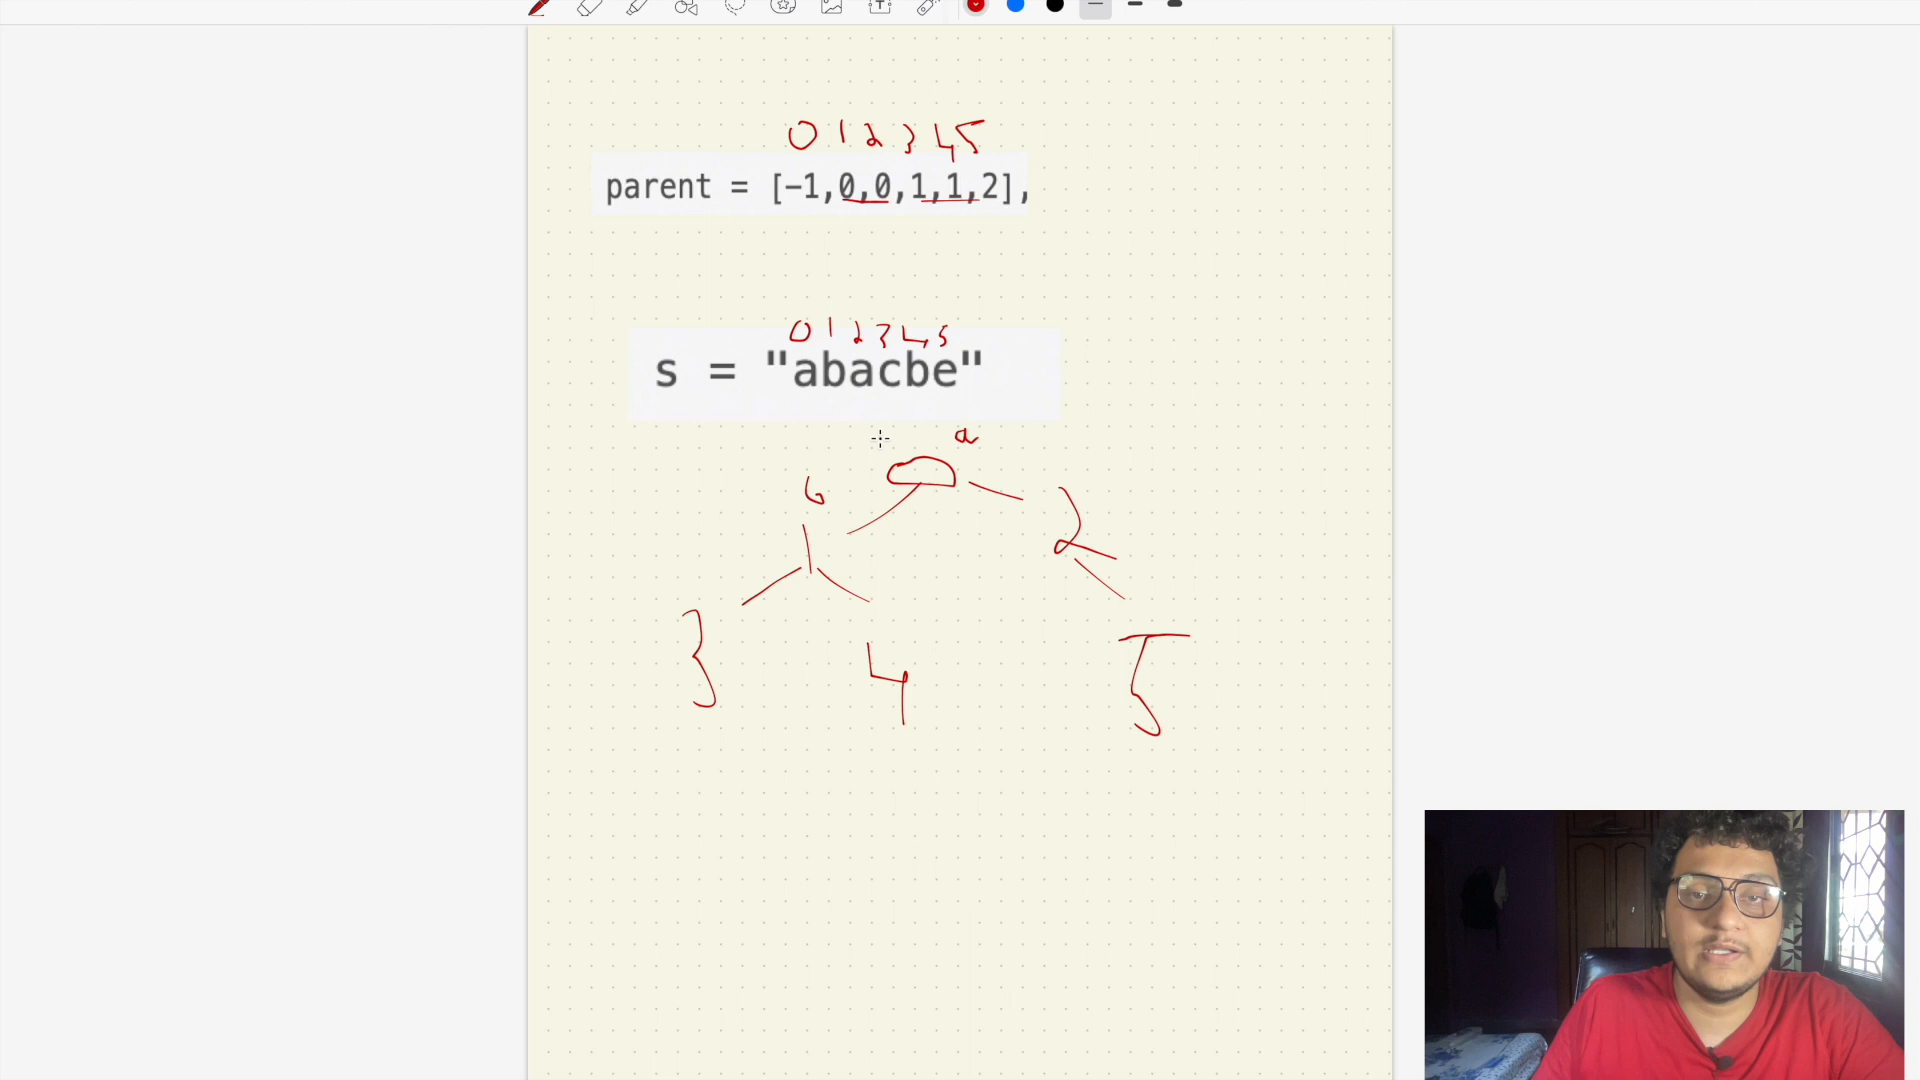 0 1 2 3 4 5
parent = [-1,0,0,1,1,2],
0 1 2 3 4 5
s = "abacbe"
a
b
1
2
3
4
5